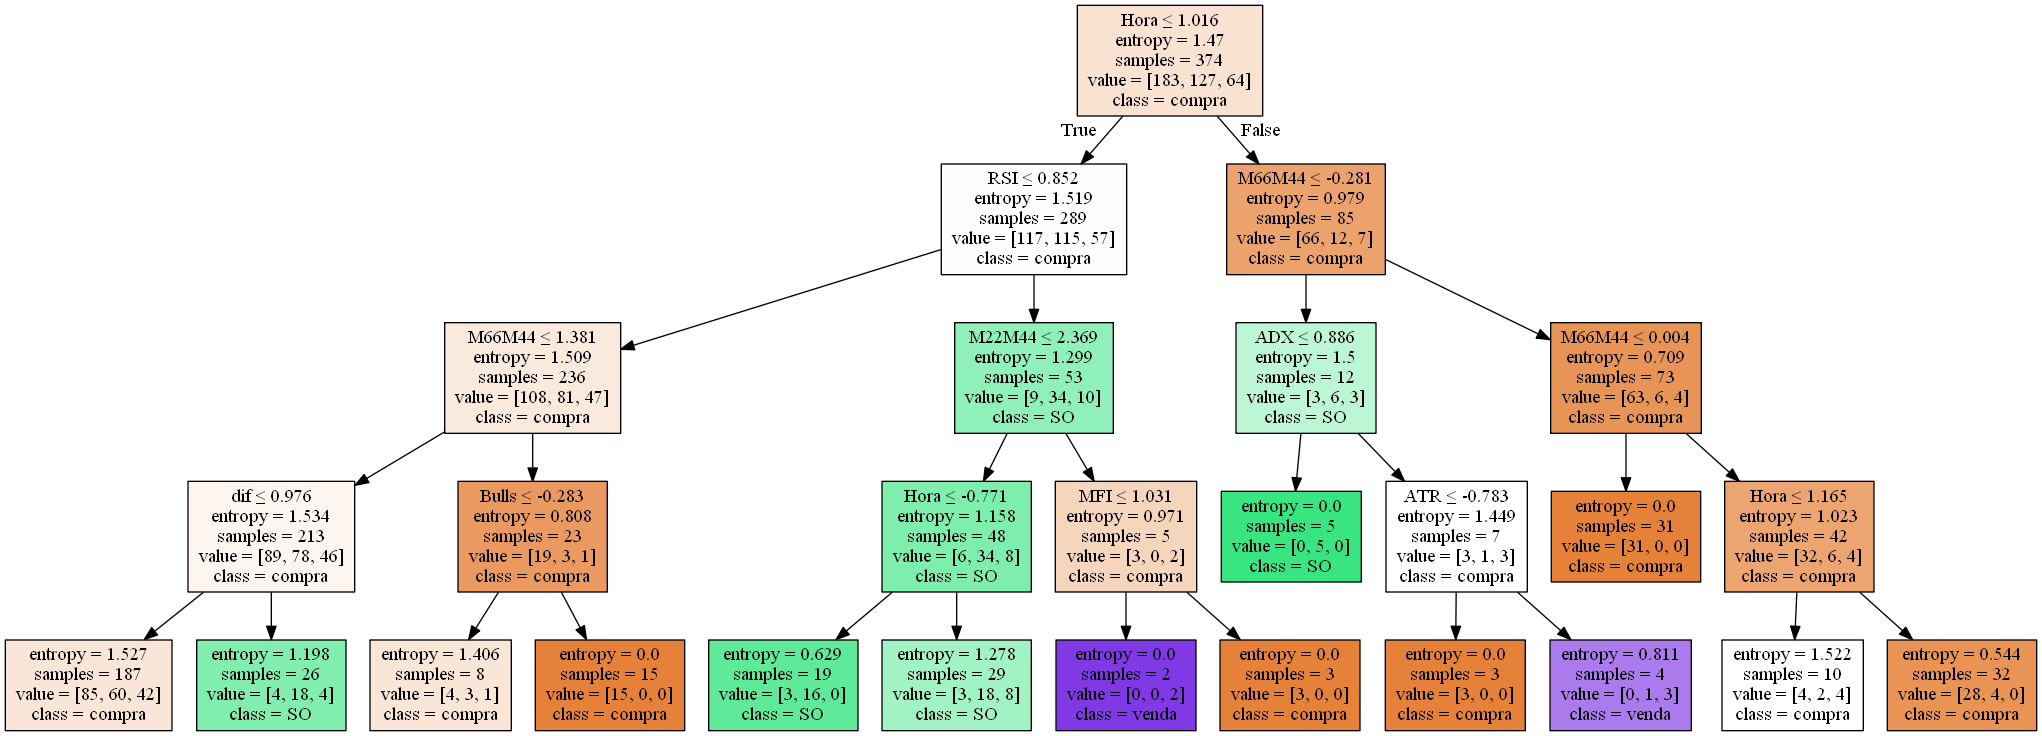 Hora ≤ 1.016
entropy = 1.47
samples = 374
value = [183, 127, 64]
class = compra
True
False
RSI ≤ 0.852
entropy = 1.519
samples = 289
value = [117, 115, 57]
class = compra
M66M44 ≤ -0.281
entropy = 0.979
samples = 85
value = [66, 12, 7]
class = compra
M66M44 ≤ 1.381
entropy = 1.509
samples = 236
value = [108, 81, 47]
class = compra
M22M44 ≤ 2.369
entropy = 1.299
samples = 53
value = [9, 34, 10]
class = SO
ADX ≤ 0.886
entropy = 1.5
samples = 12
value = [3, 6, 3]
class = SO
M66M44 ≤ 0.004
entropy = 0.709
samples = 73
value = [63, 6, 4]
class = compra
dif ≤ 0.976
entropy = 1.534
samples = 213
value = [89, 78, 46]
class = compra
Bulls ≤ -0.283
entropy = 0.808
samples = 23
value = [19, 3, 1]
class = compra
Hora ≤ -0.771
entropy = 1.158
samples = 48
value = [6, 34, 8]
class = SO
MFI ≤ 1.031
entropy = 0.971
samples = 5
value = [3, 0, 2]
class = compra
entropy = 0.0
samples = 5
value = [0, 5, 0]
class = SO
ATR ≤ -0.783
entropy = 1.449
samples = 7
value = [3, 1, 3]
class = compra
entropy = 0.0
samples = 31
value = [31, 0, 0]
class = compra
Hora ≤ 1.165
entropy = 1.023
samples = 42
value = [32, 6, 4]
class = compra
entropy = 1.527
samples = 187
value = [85, 60, 42]
class = compra
entropy = 1.198
samples = 26
value = [4, 18, 4]
class = SO
entropy = 1.406
samples = 8
value = [4, 3, 1]
class = compra
entropy = 0.0
samples = 15
value = [15, 0, 0]
class = compra
entropy = 0.629
samples = 19
value = [3, 16, 0]
class = SO
entropy = 1.278
samples = 29
value = [3, 18, 8]
class = SO
entropy = 0.0
samples = 2
value = [0, 0, 2]
class = venda
entropy = 0.0
samples = 3
value = [3, 0, 0]
class = compra
entropy = 0.0
samples = 3
value = [3, 0, 0]
class = compra
entropy = 0.811
samples = 4
value = [0, 1, 3]
class = venda
entropy = 1.522
samples = 10
value = [4, 2, 4]
class = compra
entropy = 0.544
samples = 32
value = [28, 4, 0]
class = compra